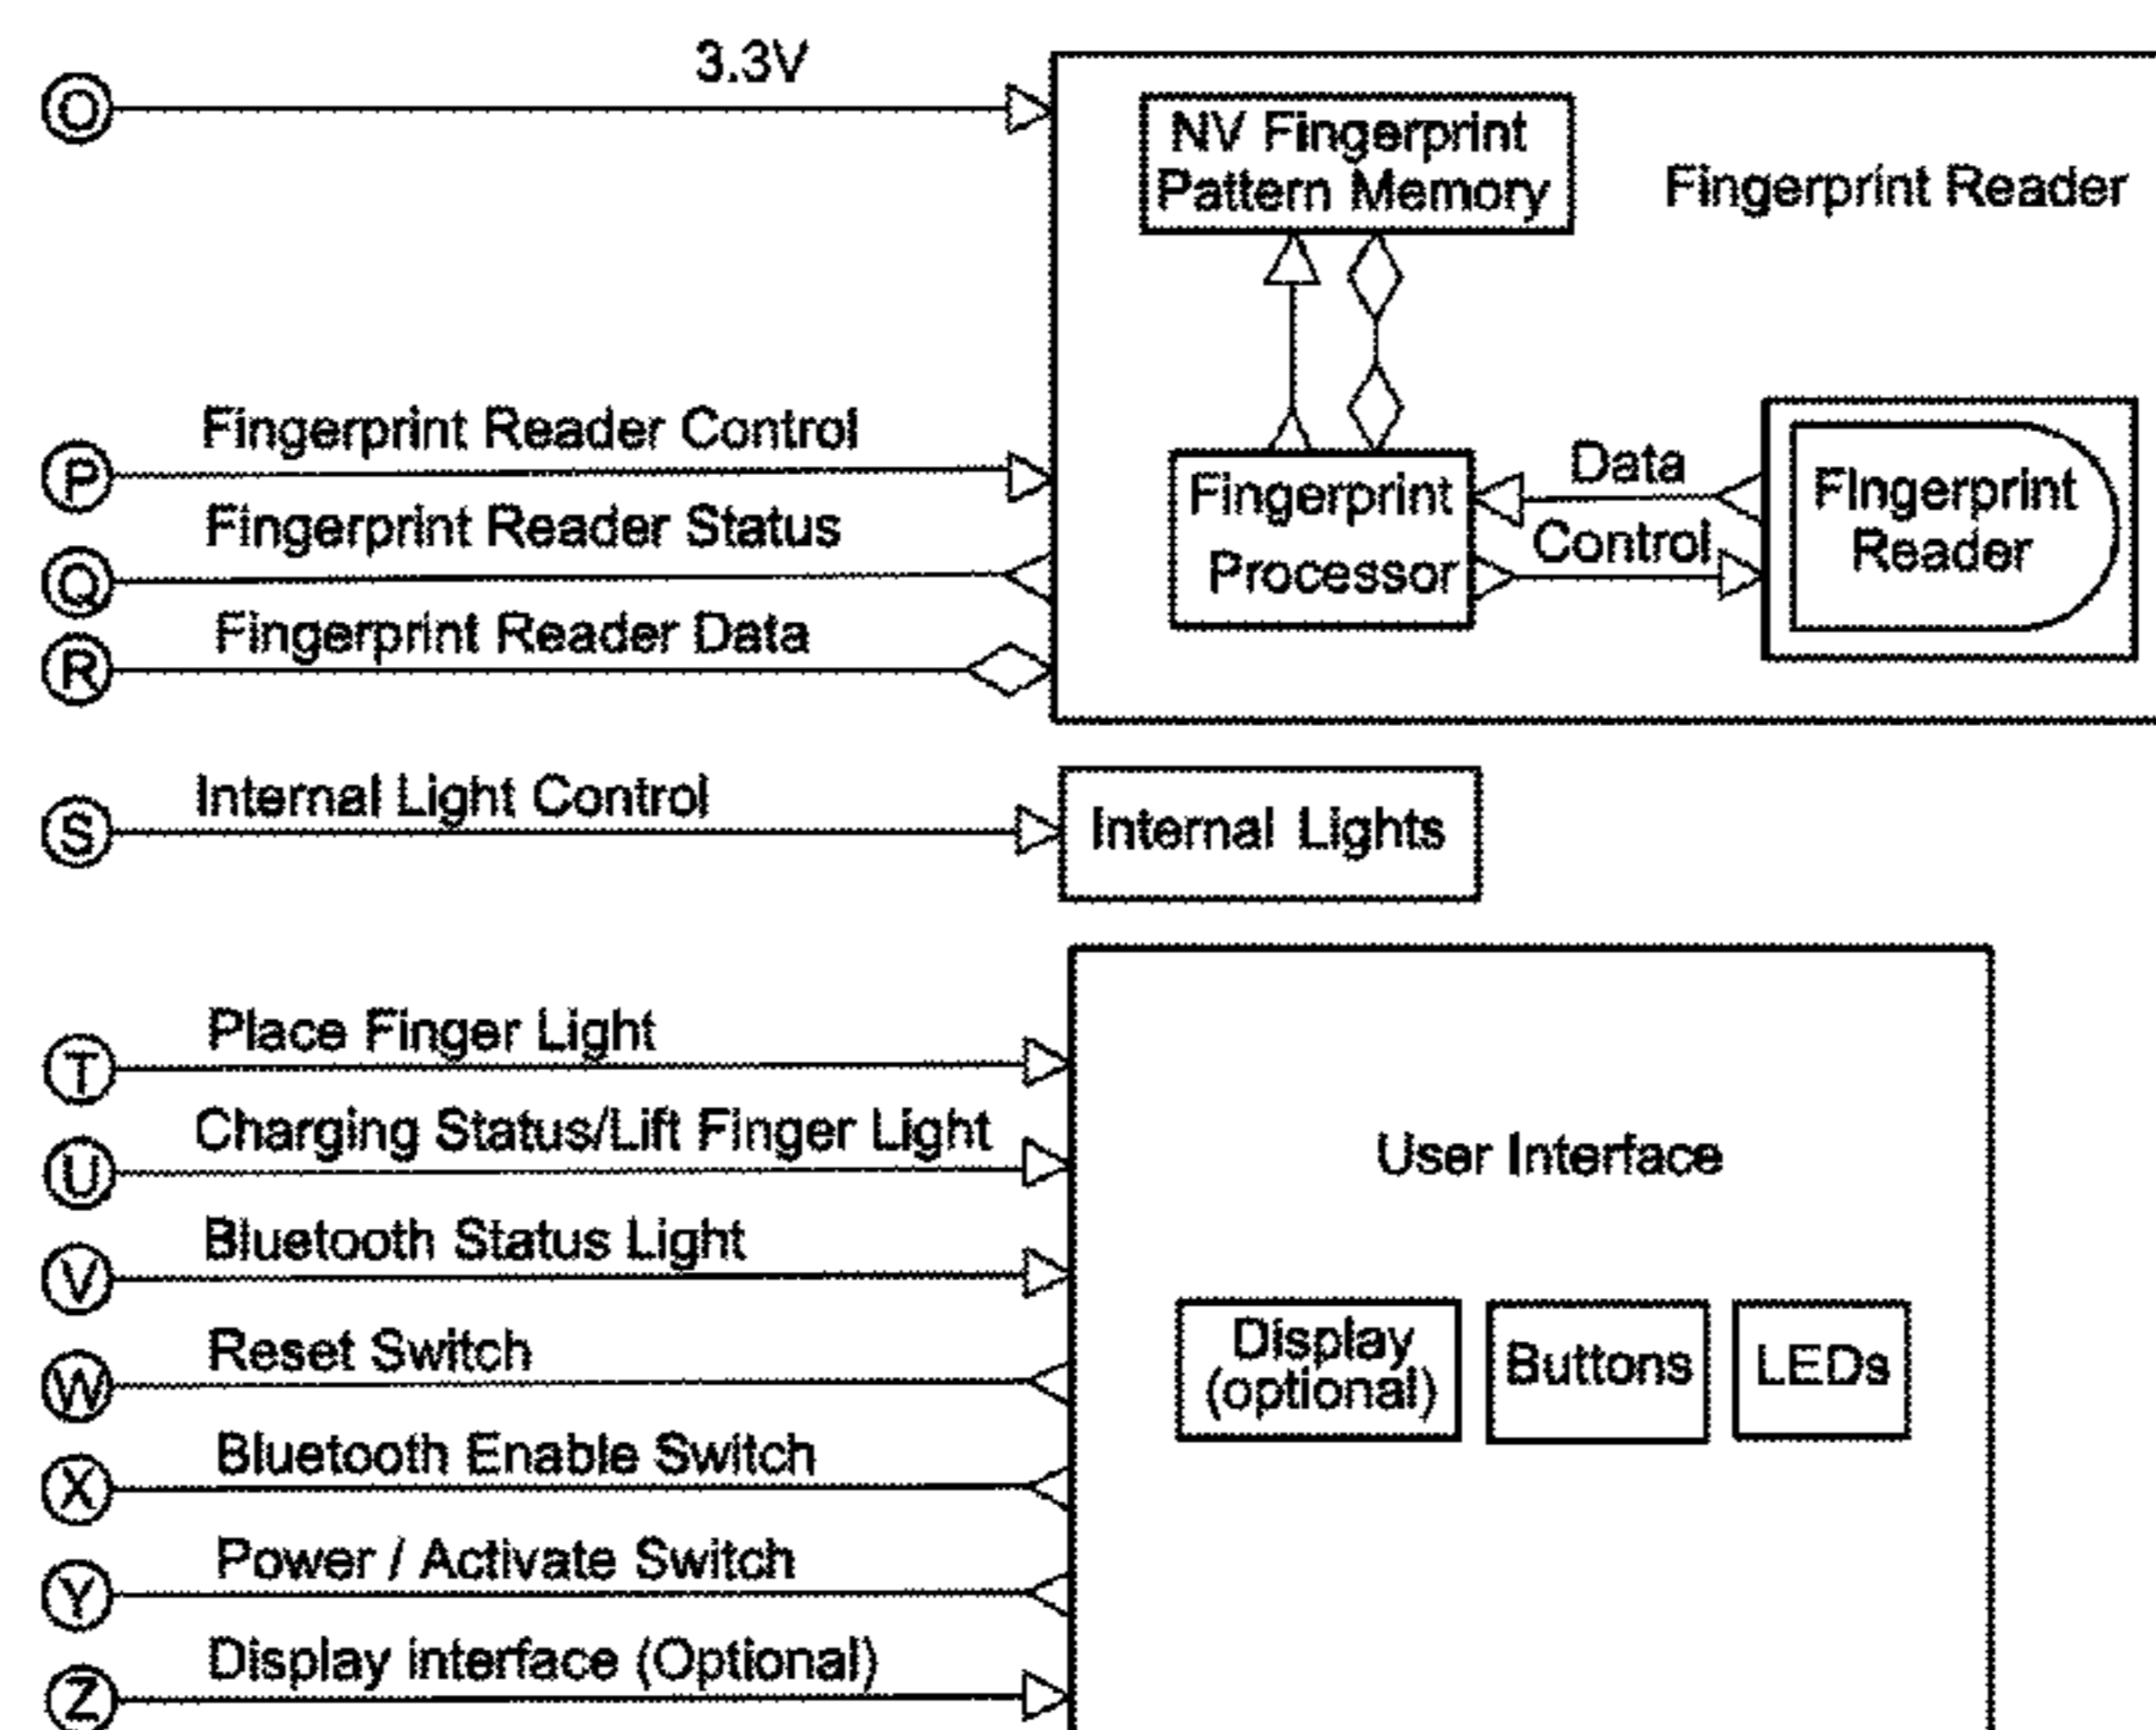 O
3.3V
NV Fingerprint
Pattern Memory
Fingerprint Reader
P
Fingerprint Reader Control
Q
Fingerprint Reader Status
R
Fingerprint Reader Data
Fingerprint
Processor
Data
Control
Fingerprint
Reader
S
Internal Light Control
Internal Lights
T
Place Finger Light
U
Charging Status/Lift Finger Light
V
Bluetooth Status Light
W
Reset Switch
X
Bluetooth Enable Switch
Y
Power / Activate Switch
Z
Display interface (Optional)
User Interface
Display
(optional)
Buttons
LEDs